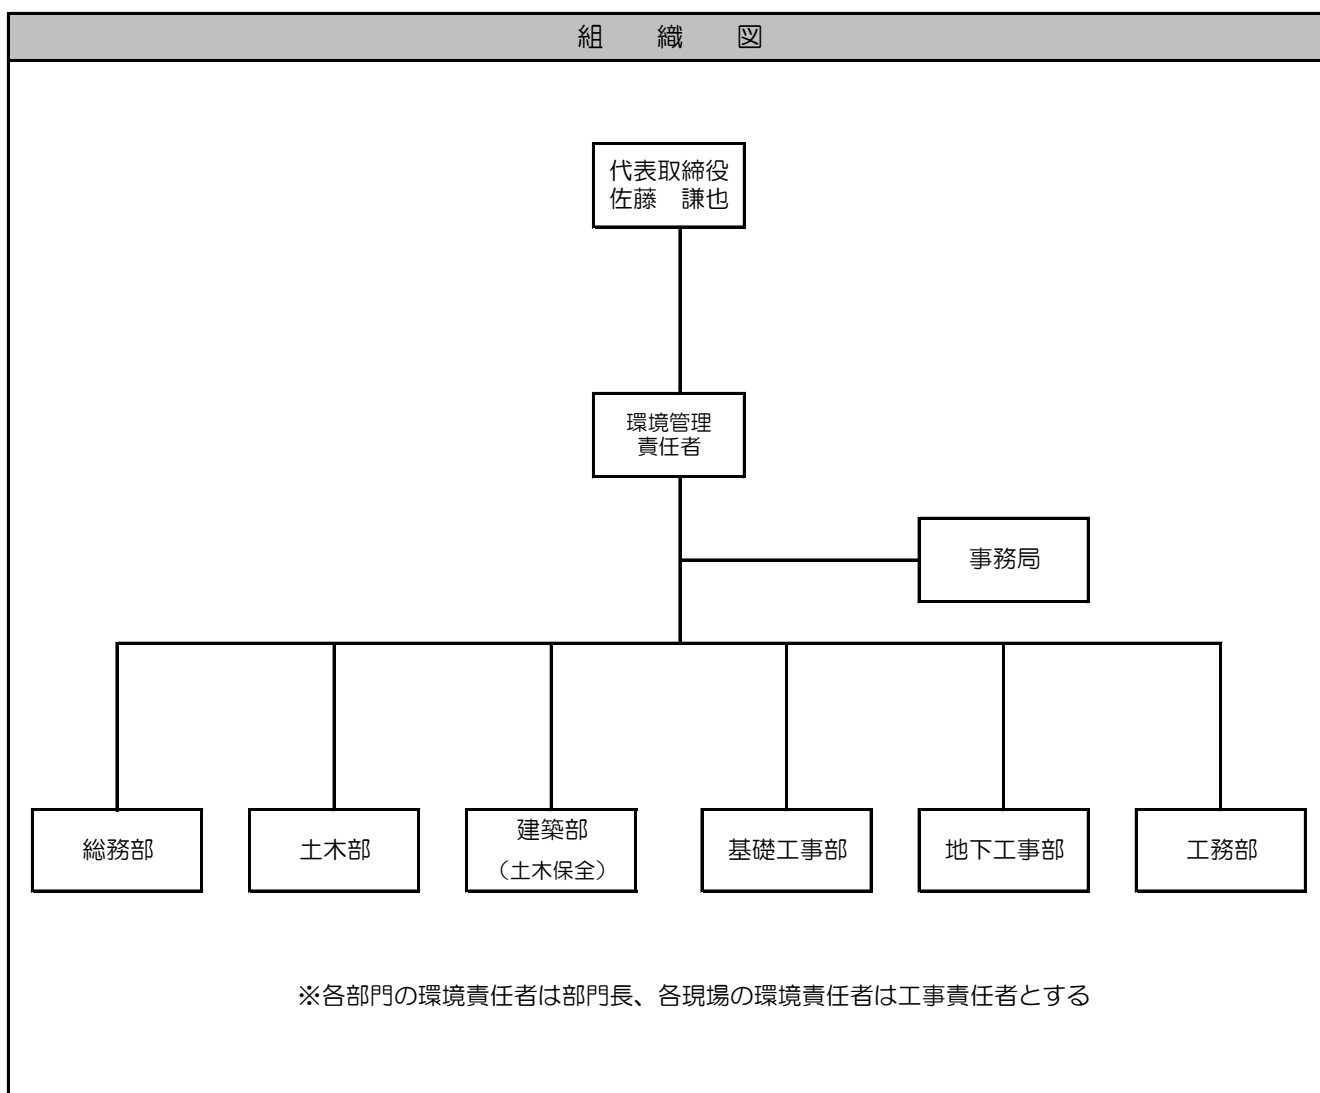 組　織　図
代表取締役
佐藤　謙也
環境管理
責任者
事務局
総務部
土木部
建築部
（土木保全）
基礎工事部
地下工事部
工務部
※各部門の環境責任者は部門長、各現場の環境責任者は工事責任者とする